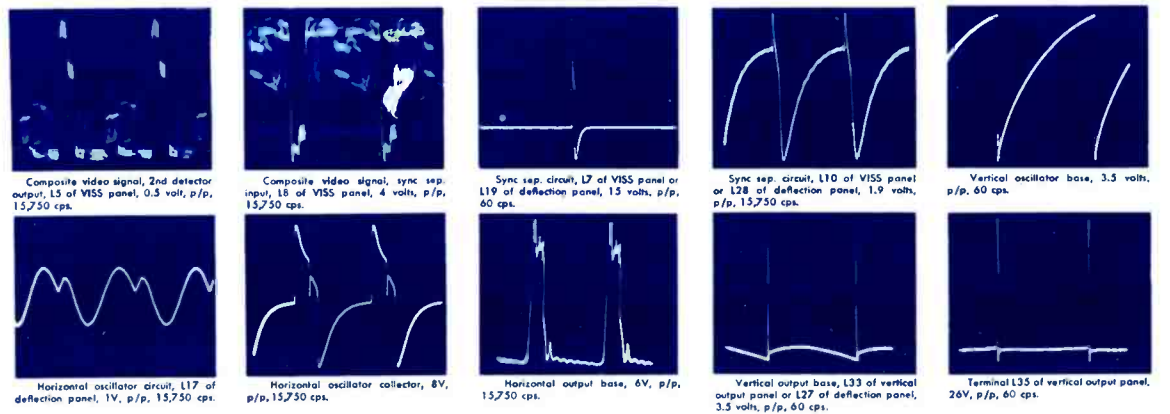 Composite video signal, 2nd detector
output, L5 of VISS panel, 0.5 volt, p/p,
15,750 cps.
Composite video signal, sync sep.
input, L8 of VISS panel, 4 volts, p/p,
15,750 cps.
Sync sep. circuit, L7 of VISS panel or
L19 of deflection panel, 15 volts, p/p,
60 cps.
Sync sep. circuit, L10 of VISS panel
or L28 of deflection panel, 1.9 volts,
p/p, 15,750 cps.
Vertical oscillator base, 3.5 volts,
p/p, 60 cps.
Horizontal oscillator circuit, L17 of
deflection panel, 1V, p/p, 15,750 cps.
Horizontal oscillator collector, 8V,
p/p, 15,750 cps.
Horizontal output base, 6V, p/p,
15,750 cps.
Vertical output base, L33 of vertical
output panel or L27 of deflection panel,
3.5 volts, p/p, 60 cps.
Terminal L35 of vertical output panel,
26V, p/p, 60 cps.